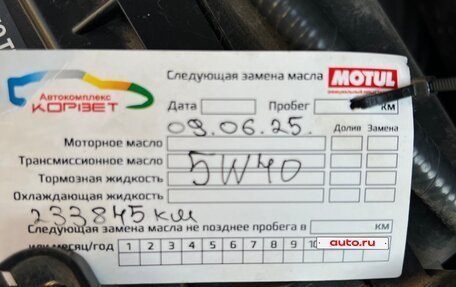 Следующая замена масла MOTUL
Автокомплекс
КОРИЗЕТ
Дата Пробег КМ
09.06.25.
Долив Замена
Моторное масло
Трансмиссионное масло
5W40
Тормозная жидкость
Охлаждающая жидкость
233845 км
Следующая замена масла не позднее пробега в КМ
или месяц/год 1 2 3 4 5 6 7 8 9 10
auto.ru